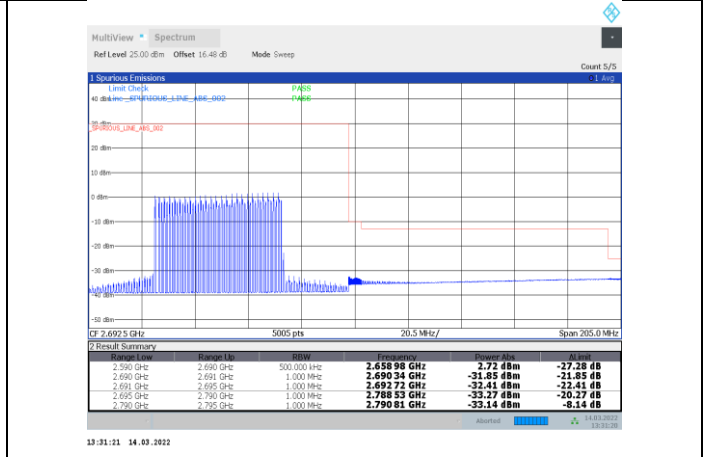 MultiView Spectrum
Ref Level 25.00 dBm Offset 16.48 dB Mode Sweep
Count 5/5
1 Spurious Emissions 1 Avg
Limit Check PASS
Line _SPURIOUS_LINE_ABS_002 PASS
40 dBm
30 dBm
_SPURIOUS_LINE_ABS_002
20 dBm
10 dBm
0 dBm
-10 dBm
-20 dBm
-30 dBm
-40 dBm
-50 dBm
CF 2.6925 GHz 5005 pts 20.5 MHz/ Span 205.0 MHz
2 Result Summary
Range Low Range Up RBW Frequency Power Abs ΔLimit
2.590 GHz 2.690 GHz 500.000 kHz 2.658 98 GHz 2.72 dBm -27.28 dB
2.690 GHz 2.691 GHz 1.000 MHz 2.690 34 GHz -31.85 dBm -21.85 dB
2.691 GHz 2.695 GHz 1.000 MHz 2.692 72 GHz -32.41 dBm -22.41 dB
2.695 GHz 2.790 GHz 1.000 MHz 2.788 53 GHz -33.27 dBm -20.27 dB
2.790 GHz 2.795 GHz 1.000 MHz 2.790 81 GHz -33.14 dBm -8.14 dB
Aborted 14.03.2022
13:31:20
13:31:21 14.03.2022